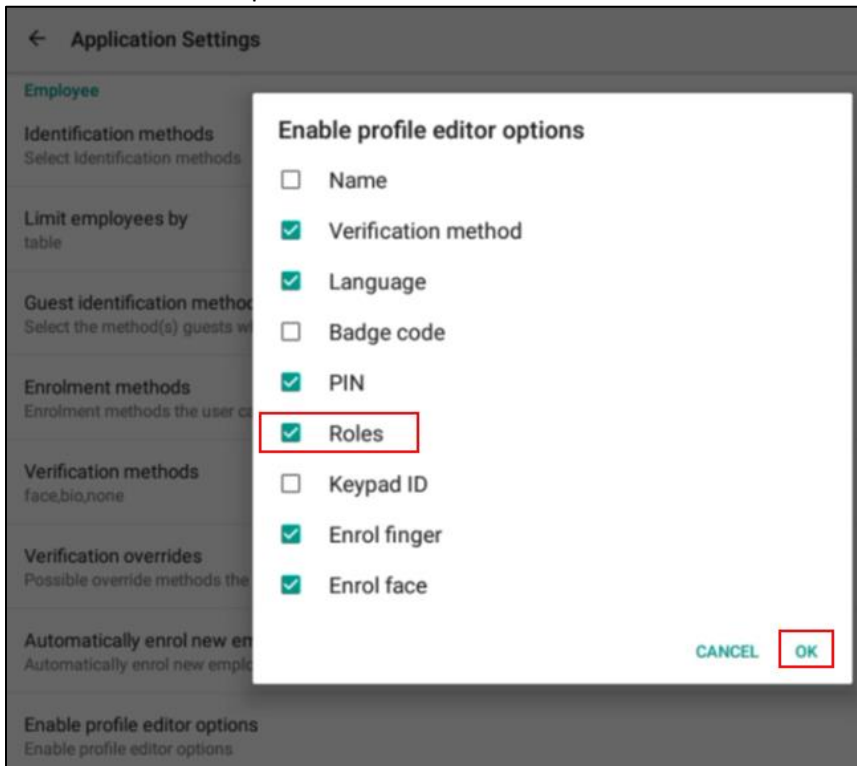 Application Settings
Employee
Identification methods
Select Identification methods
Limit employees by
table
Guest identification method
Select the method(s) guests
Enrolment methods
Enrolment methods the user
Verification methods
face,bio,none
Verification overrides
Possible override methods the
Automatically enrol new
Automatically enrol new
Enable profile editor options
Enable profile editor options
Enable profile editor options
Name
Verification method
Language
Badge code
PIN
Roles
Keypad ID
Enrol finger
Enrol face
CANCEL OK